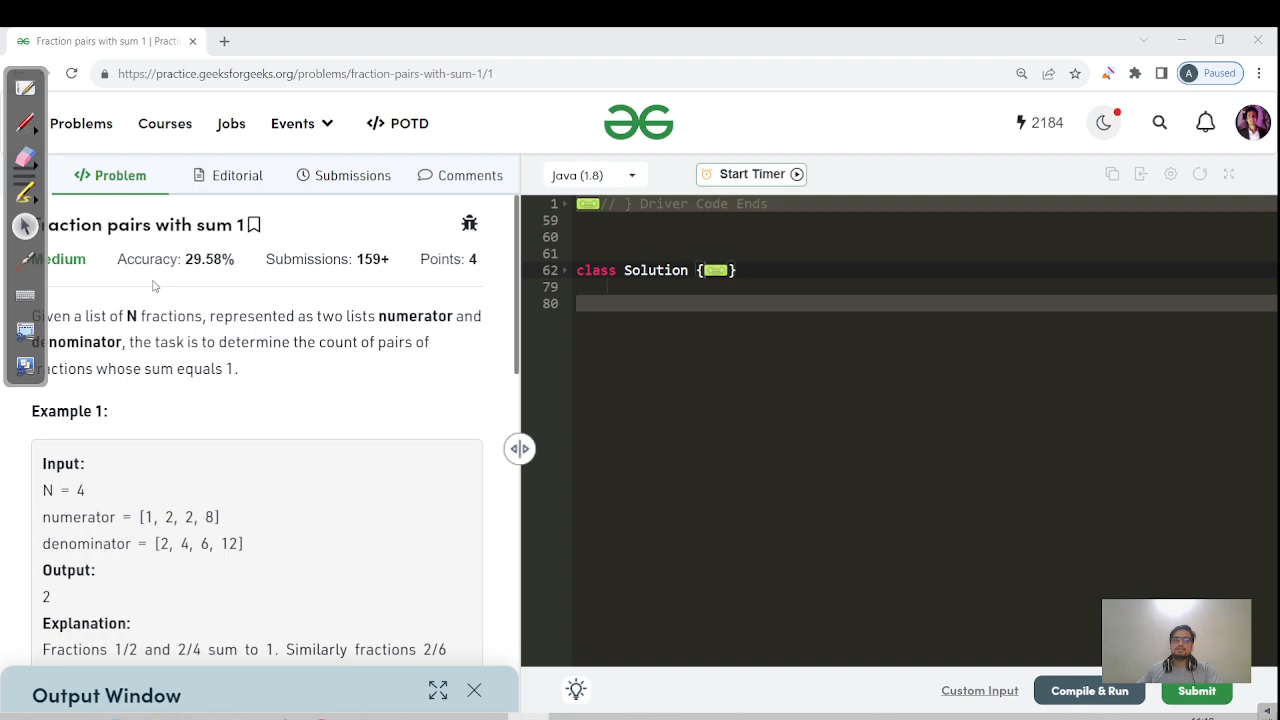 Fraction pairs with sum 1 | Practi
https://practice.geeksforgeeks.org/problems/fraction-pairs-with-sum-1/1
A Paused
Problems Courses Jobs Events </> POTD
2184
</> Problem Editorial Submissions Comments
Java (1.8) Start Timer
raction pairs with sum 1
edium Accuracy: 29.58% Submissions: 159+ Points: 4
Given a list of N fractions, represented as two lists numerator and
denominator, the task is to determine the count of pairs of
actions whose sum equals 1.
Example 1:
Input:
N = 4
numerator = [1, 2, 2, 8]
denominator = [2, 4, 6, 12]
Output:
2
Explanation:
Fractions 1/2 and 2/4 sum to 1. Similarly fractions 2/6
Output Window
1 // } Driver Code Ends
59
60
61
62 class Solution { }
79
80
Custom Input Compile & Run Submit